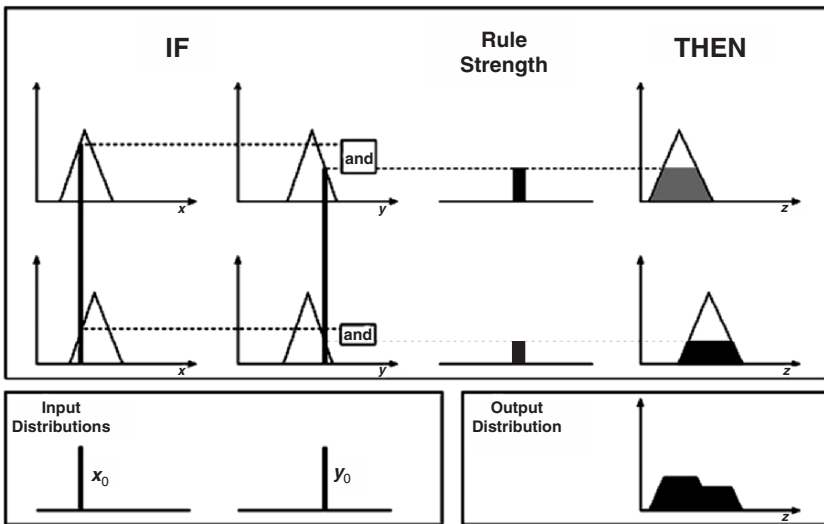 IF
Rule
Strength
THEN
and
x
y
z
and
x
y
z
Input
Distributions
x0
y0
Output
Distribution
z